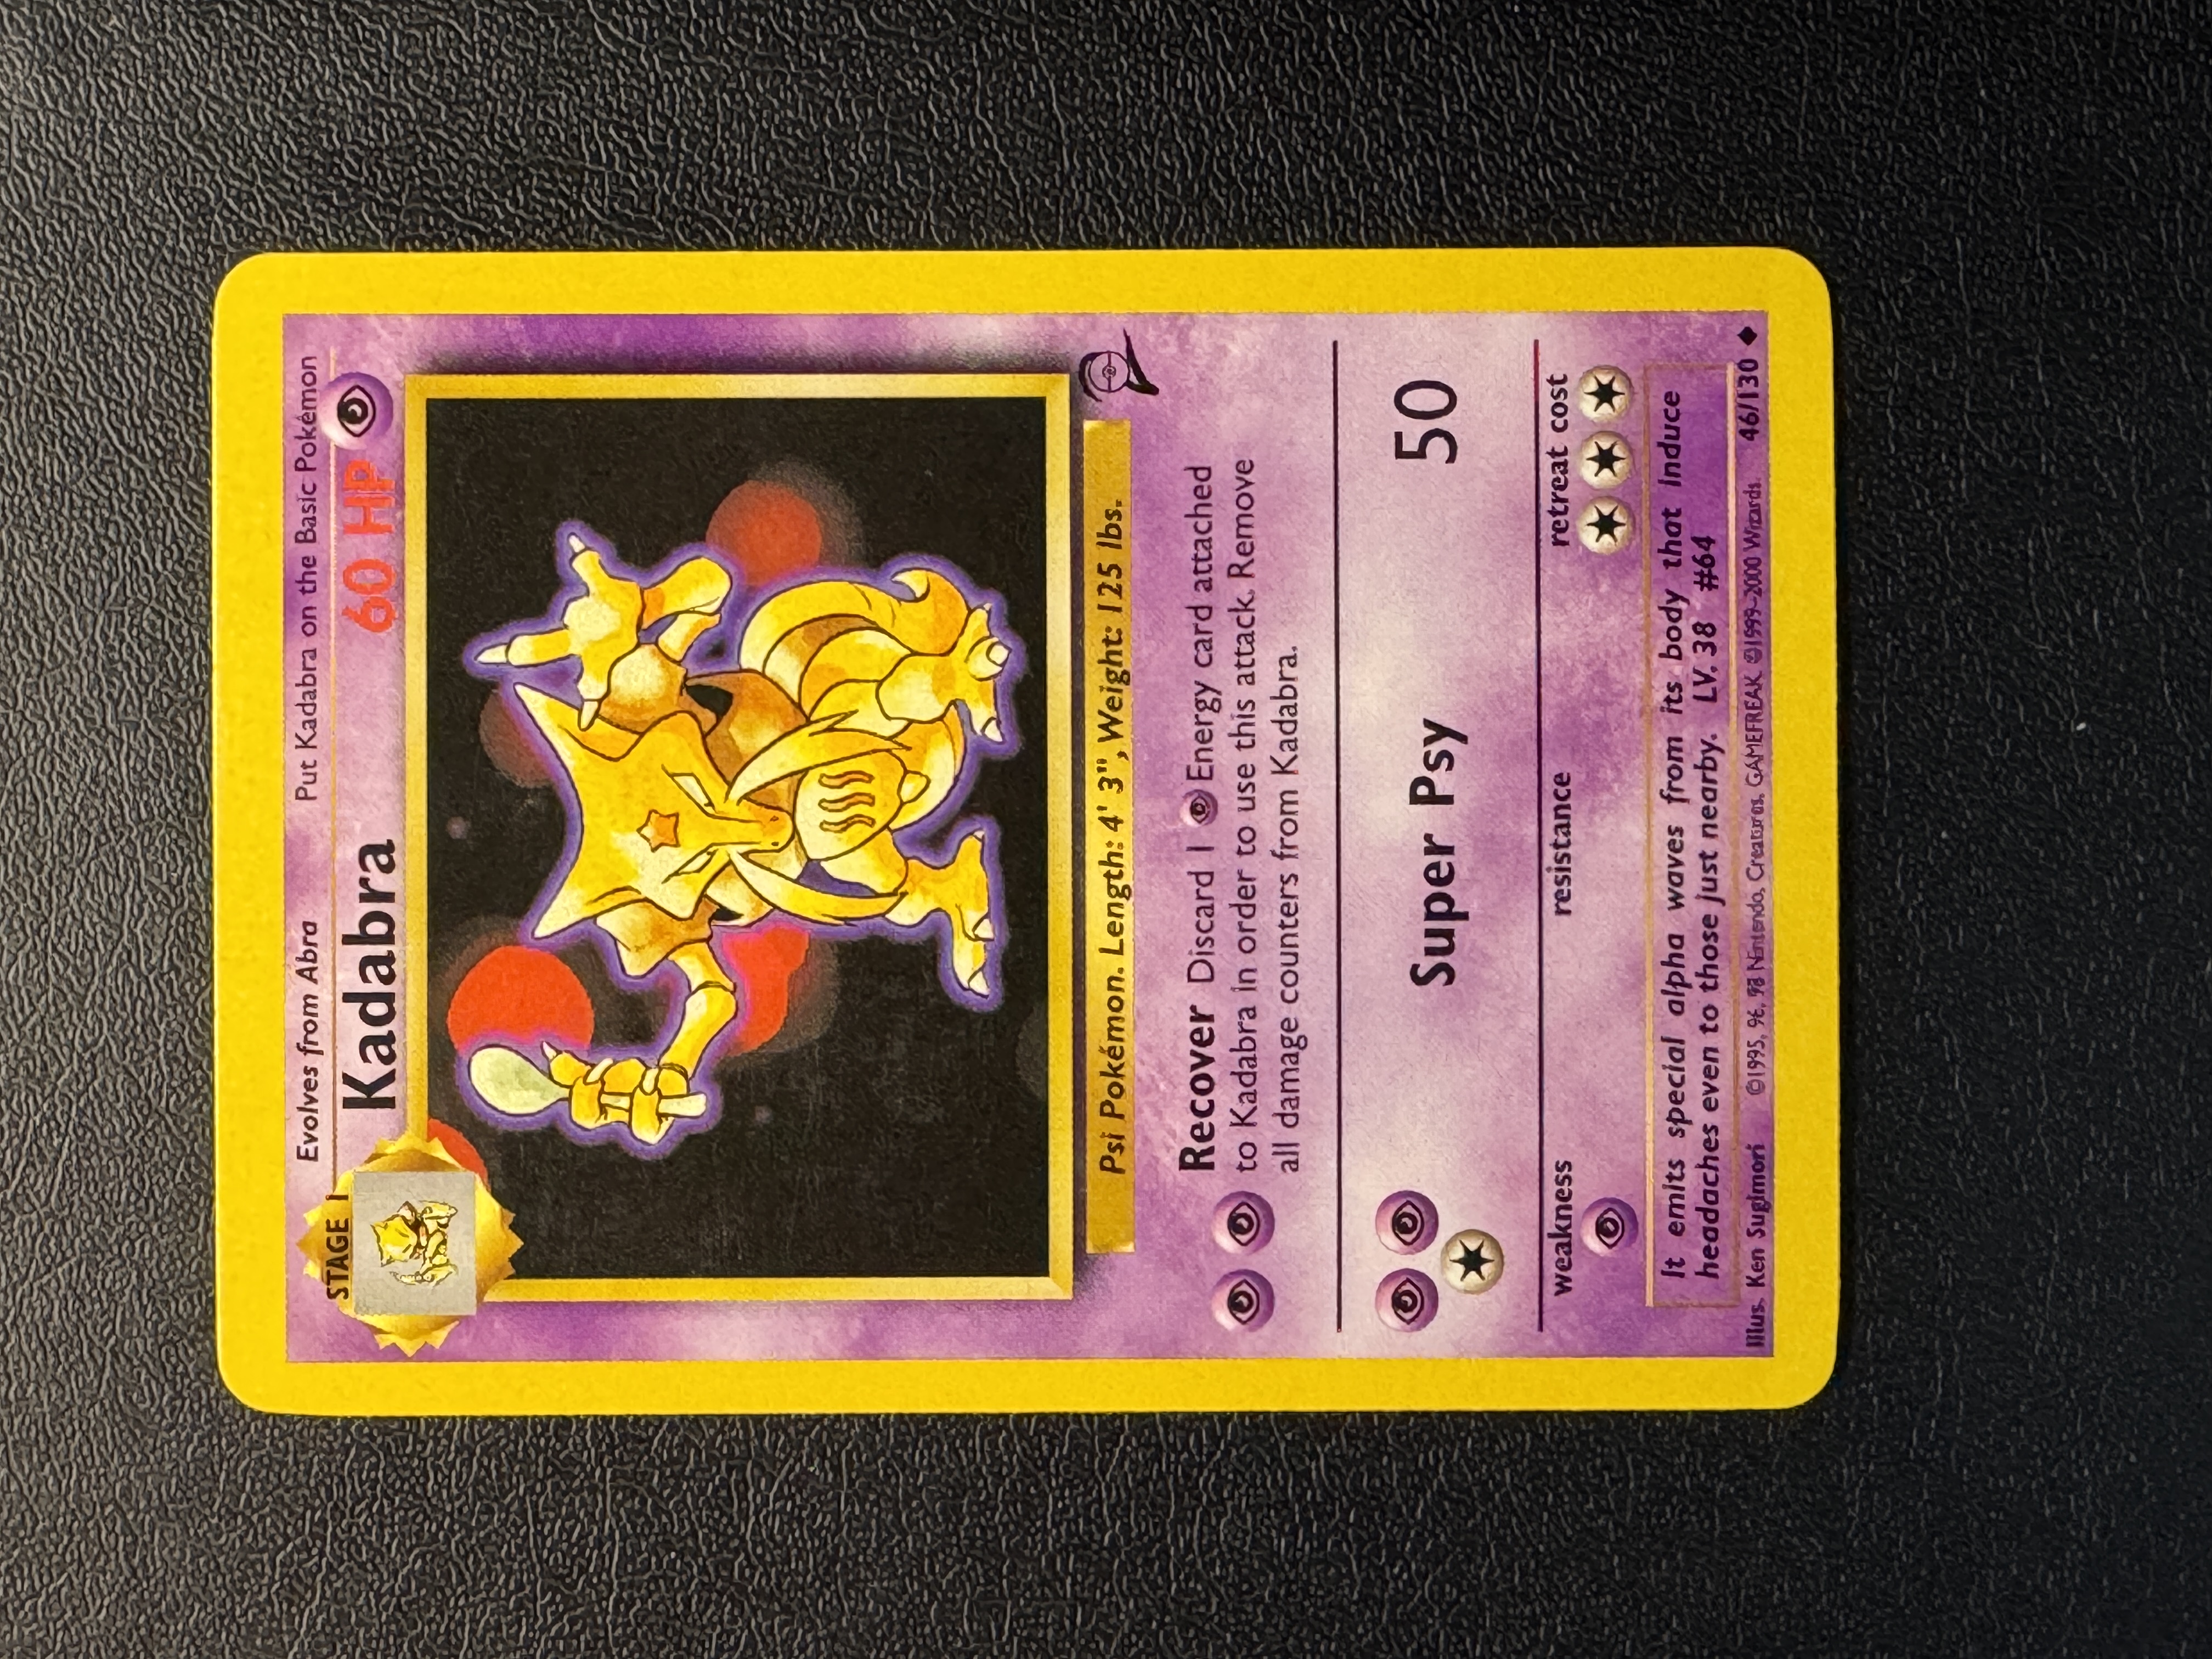 Evolves from Abra Put Kadabra on the Basic Pokémon
STAGE 1
Kadabra 60 HP
Psi Pokémon. Length: 4' 3", Weight: 125 lbs.
Recover Discard 1 Energy card attached
to Kadabra in order to use this attack. Remove
all damage counters from Kadabra.
Super Psy 50
weakness resistance retreat cost
It emits special alpha waves from its body that induce
headaches even to those just nearby. LV. 38 #64
Illus. Ken Sugimori ©1995, 96, 98 Nintendo, Creatures, GAMEFREAK. ©1999-2000 Wizards. 46/130